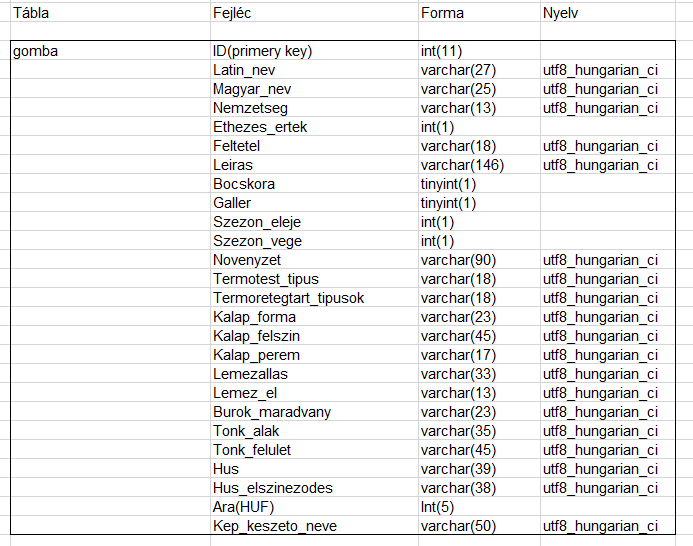 Tábla Fejléc Forma Nyelv
gomba ID(primery key) int(11)
Latin_nev varchar(27) utf8_hungarian_ci
Magyar_nev varchar(25) utf8_hungarian_ci
Nemzetseg varchar(13) utf8_hungarian_ci
Ethezes_ertek int(1)
Feltetel varchar(18) utf8_hungarian_ci
Leiras varchar(146) utf8_hungarian_ci
Bocskora tinyint(1)
Galler tinyint(1)
Szezon_eleje int(1)
Szezon_vege int(1)
Novenyzet varchar(90) utf8_hungarian_ci
Termotest_tipus varchar(18) utf8_hungarian_ci
Termoretegtart_tipusok varchar(18) utf8_hungarian_ci
Kalap_forma varchar(23) utf8_hungarian_ci
Kalap_felszin varchar(45) utf8_hungarian_ci
Kalap_perem varchar(17) utf8_hungarian_ci
Lemezallas varchar(33) utf8_hungarian_ci
Lemez_el varchar(13) utf8_hungarian_ci
Burok_maradvany varchar(23) utf8_hungarian_ci
Tonk_alak varchar(35) utf8_hungarian_ci
Tonk_felulet varchar(45) utf8_hungarian_ci
Hus varchar(39) utf8_hungarian_ci
Hus_elszinezodes varchar(38) utf8_hungarian_ci
Ara(HUF) Int(5)
Kep_keszeto_neve varchar(50) utf8_hungarian_ci